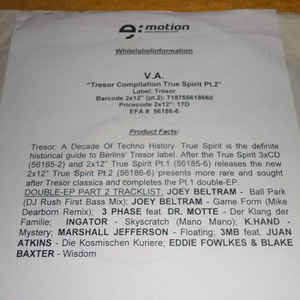 e:motion
Whitelabelinformation
V.A.
"Tresor Compilation True Spirit Pt.2"
Label: Tresor
Barcode 2x12" (pt.2): 718755618660
Pricecode 2x12": 17D
EFA # 56186-6
Product Facts:
Tresor: A Decade Of Techno History. True Spirit is the definite
historical guide to Berlins' Tresor label. After the True Spirit 3xCD
(56185-2) and 2x12" True Spirit Pt.1 (56185-6) releases the new
2x12" True Spirit Pt.2 (56186-6) presents more rare and sought
after Tresor classics and completes the Pt.1 double-EP.
DOUBLE-EP PART 2 TRACKLIST: JOEY BELTRAM - Ball Park
(DJ Rush First Bass Mix); JOEY BELTRAM - Game Form (Mike
Dearborn Remix); 3 PHASE feat DR. MOTTE - Der Klang der
Familie; INGATOR - Skyscratch (Mano Mano); K.HAND -
Mystery; MARSHALL JEFFERSON - Floating; 3MB feat. JUAN
ATKINS - Die Kosmischen Kuriere; EDDIE FOWLKES & BLAKE
BAXTER - Wisdom